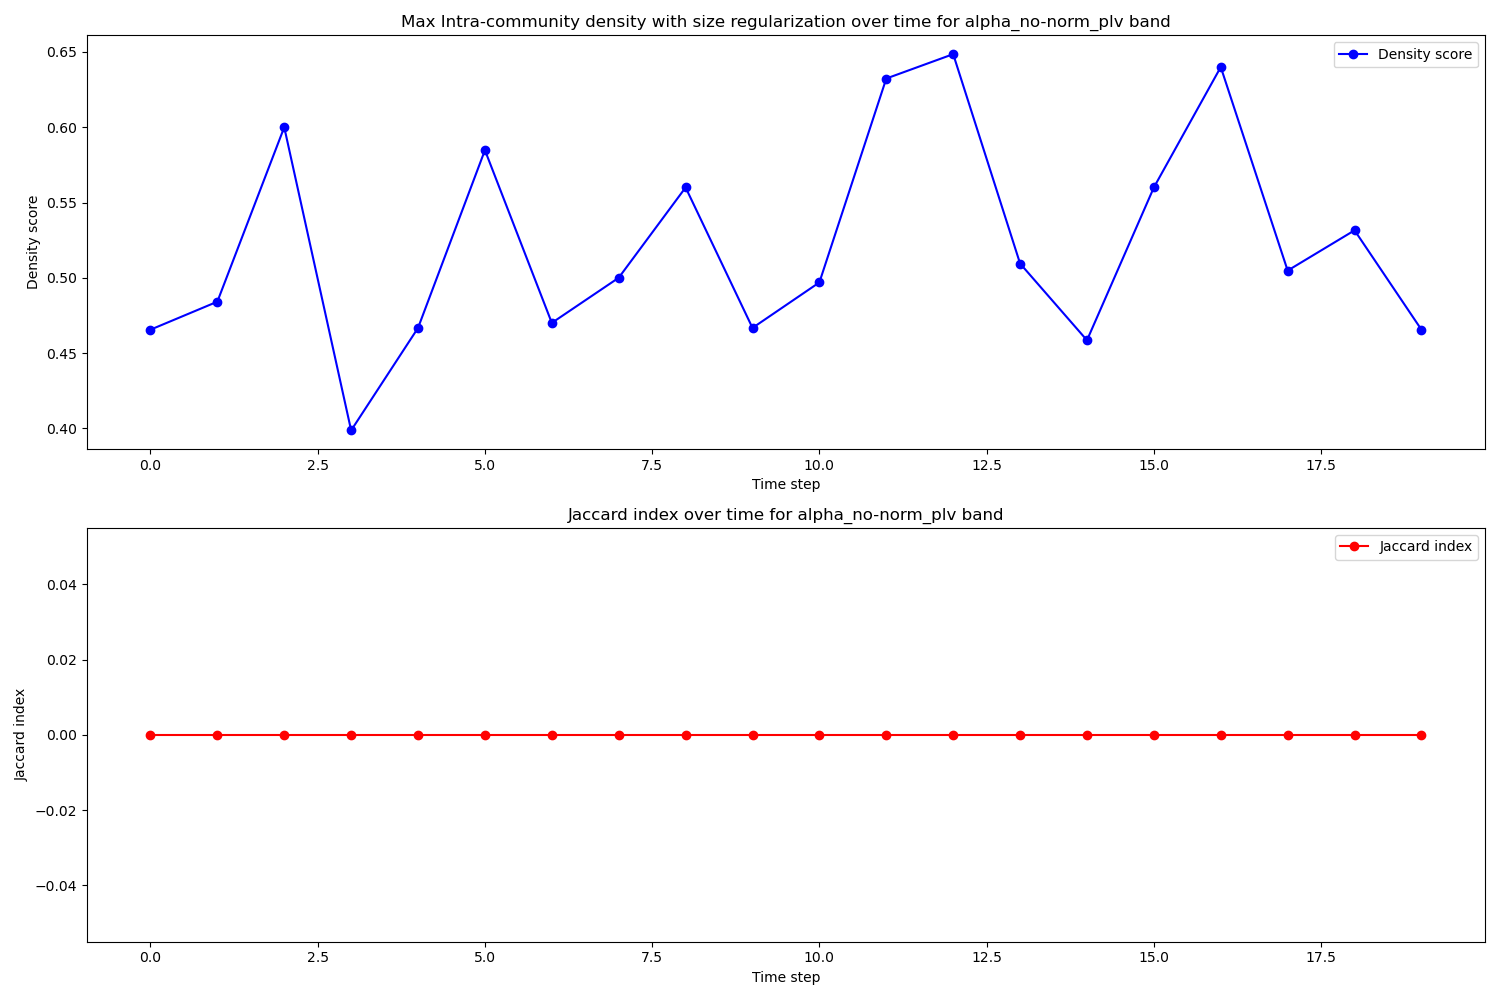 Max Intra-community density with size regularization over time for alpha_no-norm_plv band
Density score
0.65
0.60
0.55
0.50
0.45
0.40
Density score
0.0 2.5 5.0 7.5 10.0 12.5 15.0 17.5
Time step
Jaccard index over time for alpha_no-norm_plv band
Jaccard index
0.04
0.02
0.00
−0.02
−0.04
Jaccard index
0.0 2.5 5.0 7.5 10.0 12.5 15.0 17.5
Time step